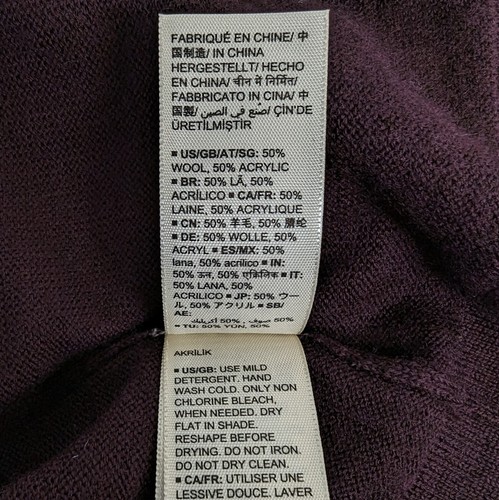 FABRIQUÉ EN CHINE/ 中
国制造/ IN CHINA
HERGESTELLT/ HECHO
EN CHINA/ चीन में निर्मित/
FABBRICATO IN CINA/ 中
国製/ صنع في الصين/ ÇİN'DE
ÜRETİLMİŞTİR
■ US/GB/AT/SG: 50%
WOOL, 50% ACRYLIC
■ BR: 50% LÃ, 50%
ACRÍLICO ■ CA/FR: 50%
LAINE, 50% ACRYLIQUE
■ CN: 50% 羊毛, 50% 腈纶
■ DE: 50% WOLLE, 50%
ACRYL ■ ES/MX: 50%
lana, 50% acrílico ■ IN:
50% ऊन, 50% एक्रिलिक ■ IT:
50% LANA, 50%
ACRILICO ■ JP: 50% ウー
ル, 50% アクリル ■ SB/
AE:
50% صوف, 50% أكريليك
■ TU: 50% YÜN, 50%
AKRİLİK
■ US/GB: USE MILD
DETERGENT. HAND
WASH COLD. ONLY NON
CHLORINE BLEACH,
WHEN NEEDED. DRY
FLAT IN SHADE.
RESHAPE BEFORE
DRYING. DO NOT IRON.
DO NOT DRY CLEAN.
■ CA/FR: UTILISER UNE
LESSIVE DOUCE. LAVER